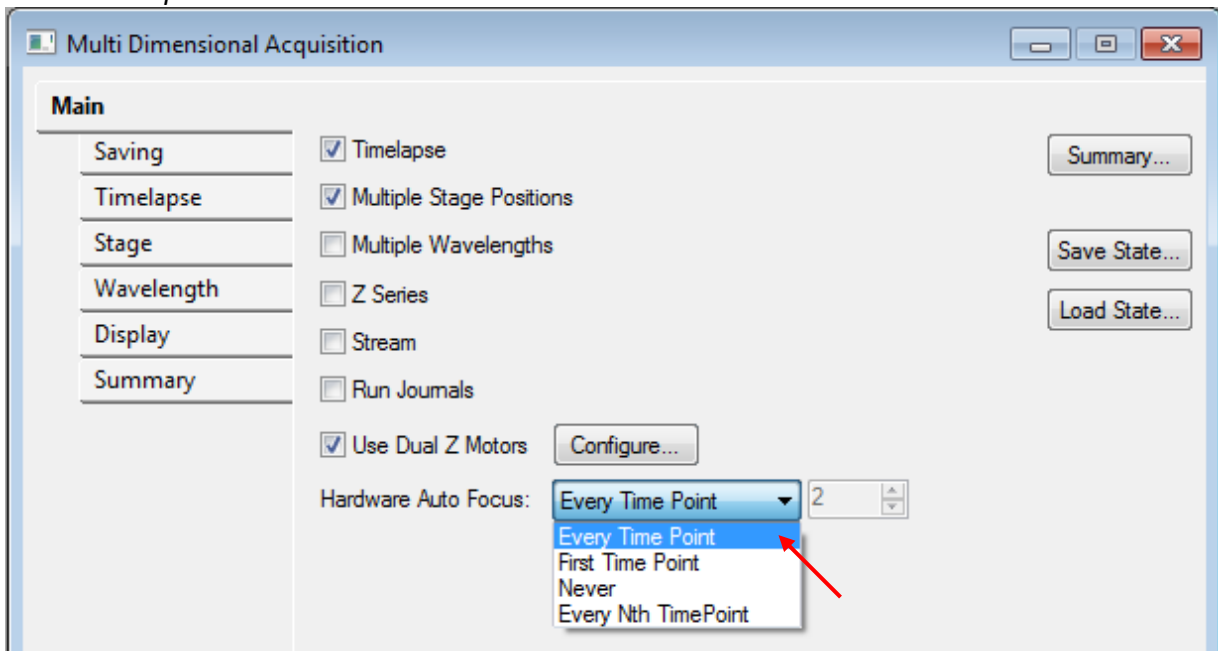 Multi Dimensional Acquisition
Main
Saving
Timelapse
Stage
Wavelength
Display
Summary
Timelapse
Multiple Stage Positions
Multiple Wavelengths
Z Series
Stream
Run Journals
Use Dual Z Motors Configure...
Hardware Auto Focus: Every Time Point 2
Every Time Point
First Time Point
Never
Every Nth TimePoint
Summary...
Save State...
Load State...